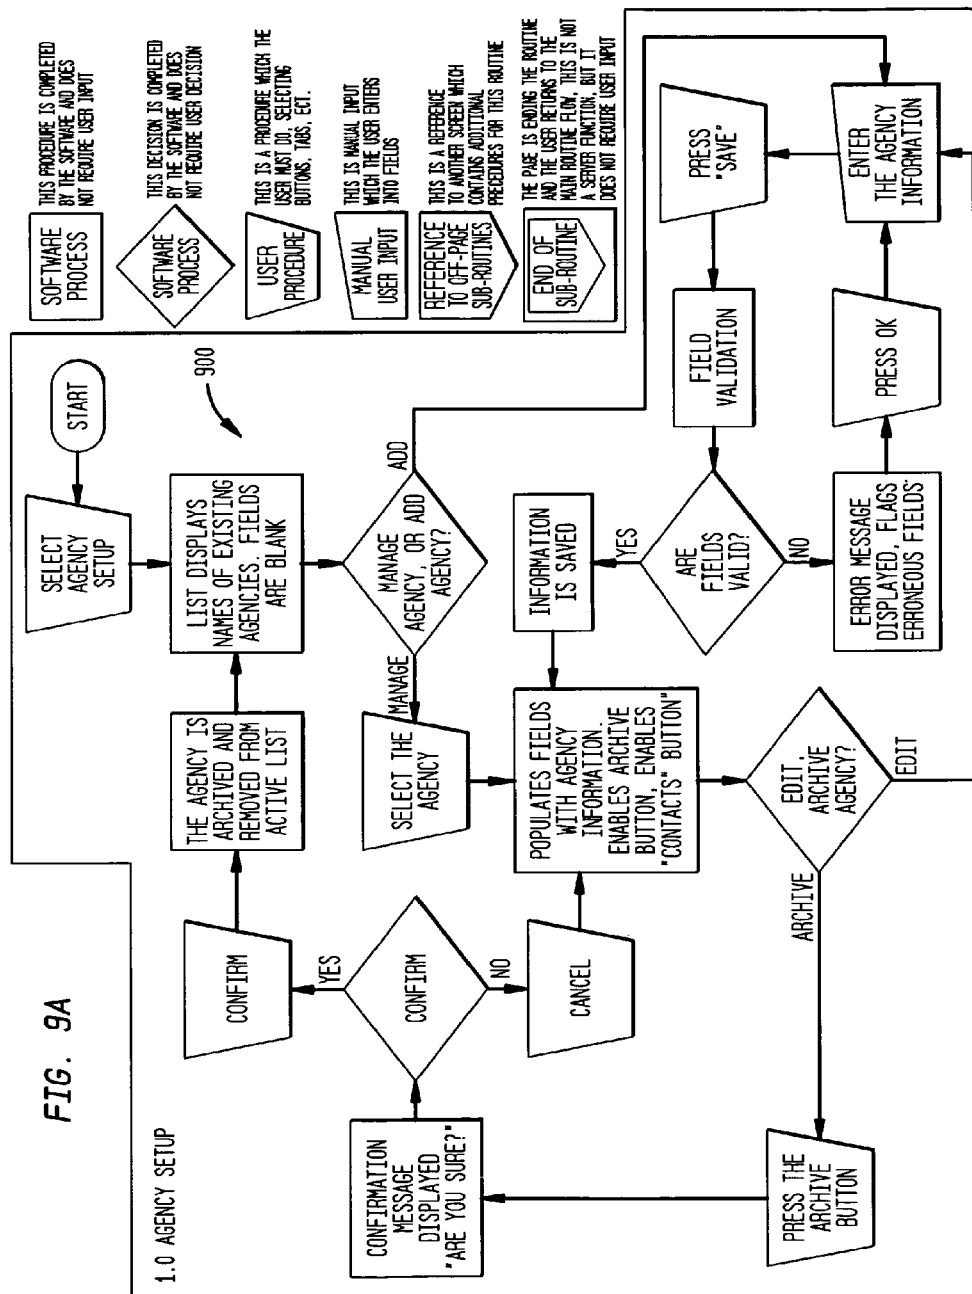 FIG. 9A
1.0 AGENCY SETUP
START
SELECT
AGENCY
SETUP
900
LIST DISPLAYS
NAMES OF EXISTING
AGENCIES. FIELDS
ARE BLANK
THE AGENCY IS
ARCHIVED AND
REMOVED FROM
ACTIVE LIST
CONFIRM
YES
CONFIRM
NO
CANCEL
CONFIRMATION
MESSAGE
DISPLAYED
"ARE YOU SURE?"
MANAGE
AGENCY, OR ADD
AGENCY?
ADD
MANAGE
SELECT THE
AGENCY
POPULATES FIELDS
WITH AGENCY
INFORMATION.
ENABLES ARCHIVE
BUTTON, ENABLES
"CONTACTS" BUTTON"
INFORMATION
IS SAVED
YES
ARE
FIELDS
VALID?
NO
FIELD
VALIDATION
PRESS
"SAVE"
ENTER
THE AGENCY
INFORMATION
PRESS OK
ERROR MESSAGE
DISPLAYED, FLAGS
ERRONEOUS FIELDS
EDIT,
ARCHIVE
AGENCY?
EDIT
ARCHIVE
PRESS THE
ARCHIVE
BUTTON
SOFTWARE
PROCESS
THIS PROCEDURE IS COMPLETED
BY THE SOFTWARE AND DOES
NOT REQUIRE USER INPUT
SOFTWARE
PROCESS
THIS DECISION IS COMPLETED
BY THE SOFTWARE AND DOES
NOT REQUIRE USER DECISION
USER
PROCEDURE
THIS IS A PROCEDURE WHICH THE
USER MUST DO, SELECTING
BUTTONS, TABS, ECT.
MANUAL
USER INPUT
THIS IS MANUAL INPUT
WHICH THE USER ENTERS
INTO FIELDS
REFERENCE
TO OFF-PAGE
SUB-ROUTINES
THIS IS A REFERENCE
TO ANOTHER SCREEN WHICH
CONTAINS ADDITIONAL
PRECEDURES FOR THIS ROUTINE
END OF
SUB-ROUTINE
THE PAGE IS ENDING THE ROUTINE
AND THE USER RETURNS TO THE
MAIN ROUTINE FLOW, THIS IS NOT
A SERVER FUNCTION, BUT IT
DOES NOT REQUIRE USER INPUT